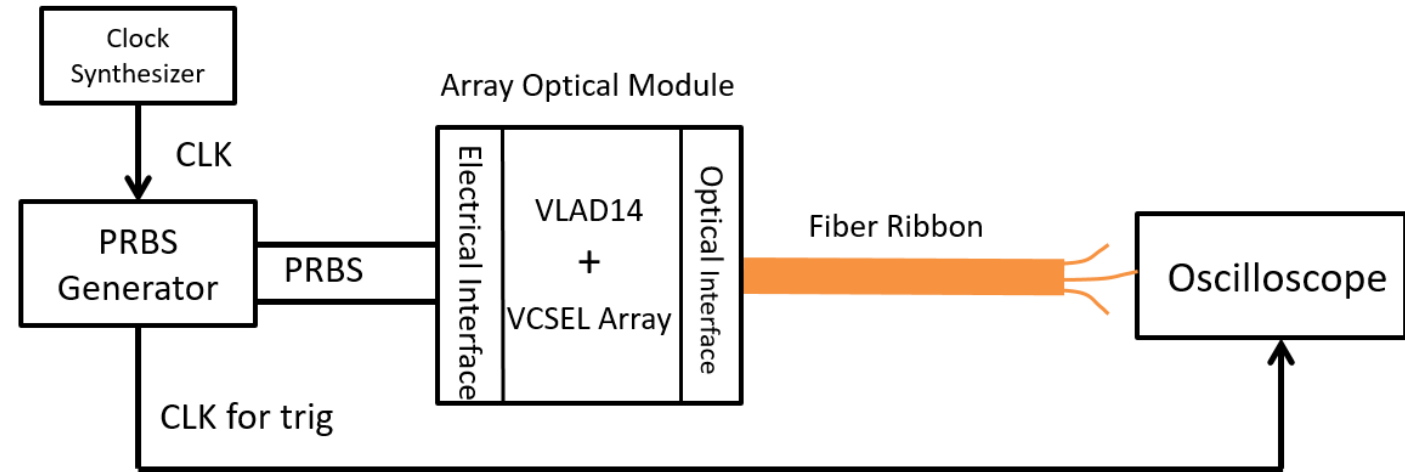 Clock
Synthesizer
CLK
PRBS
Generator
PRBS
CLK for trig
Array Optical Module
Electrical Interface
VLAD14
+
VCSEL Array
Optical Interface
Fiber Ribbon
Oscilloscope